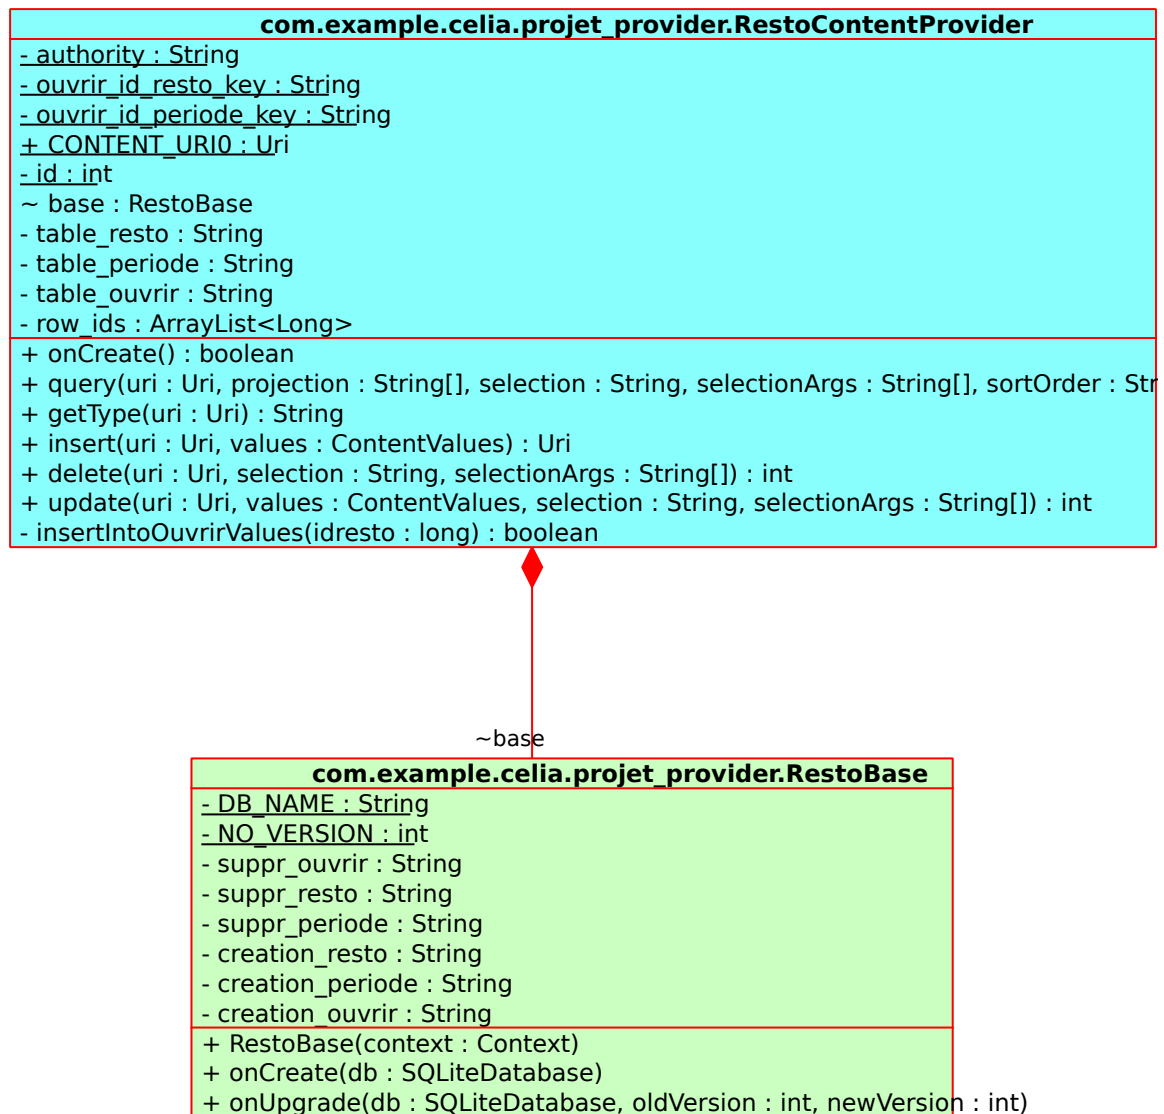 com.example.celia.projet_provider.RestoContentProvider
- authority : String
- ouvrir_id_resto_key : String
- ouvrir_id_periode_key : String
+ CONTENT_URI0 : Uri
- id : int
~ base : RestoBase
- table_resto : String
- table_periode : String
- table_ouvrir : String
- row_ids : ArrayList<Long>
+ onCreate() : boolean
+ query(uri : Uri, projection : String[], selection : String, selectionArgs : String[], sortOrder : Str
+ getType(uri : Uri) : String
+ insert(uri : Uri, values : ContentValues) : Uri
+ delete(uri : Uri, selection : String, selectionArgs : String[]) : int
+ update(uri : Uri, values : ContentValues, selection : String, selectionArgs : String[]) : int
- insertIntoOuvrirValues(idresto : long) : boolean
~base
com.example.celia.projet_provider.RestoBase
- DB_NAME : String
- NO_VERSION : int
- suppr_ouvrir : String
- suppr_resto : String
- suppr_periode : String
- creation_resto : String
- creation_periode : String
- creation_ouvrir : String
+ RestoBase(context : Context)
+ onCreate(db : SQLiteDatabase)
+ onUpgrade(db : SQLiteDatabase, oldVersion : int, newVersion : int)